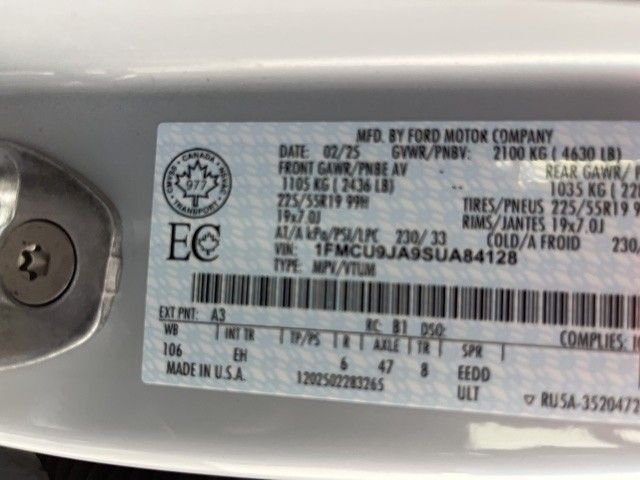 MFD. BY FORD MOTOR COMPANY
DATE: 02/25 GVWR/PNBV: 2100 KG ( 4630 LB)
FRONT GAWR/PNBE AV REAR GAWR/
1105 KG ( 2436 LB) 1035 KG
225/55R19 99H TIRES/PNEUS 225/55R19
19x7.0J RIMS/JANTES 19x7.0J
AT/A kPa/PSI/LPC 230/ 33 COLD/A FROID 230/
VIN: 1FMCU9JA9SUA84128
TYPE: MPV/VTUM
CANADA
977
TRANSPORT
EC
EXT PNT: A3 RC: B1 DSO:
COMPLIES:
WB INT TR TP/PS R AXLE TR SPR
106 EH 6 47 8 EEDD
MADE IN U.S.A. 1202502283265 ULT
RUSA-3520472